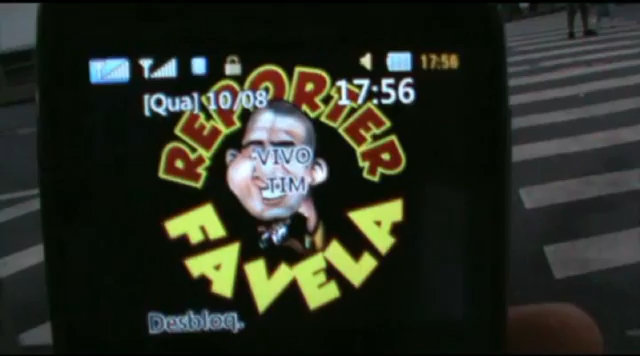 17:56
[Qua] 10/08 17:56
REPORTER
VIVO
TIM
FAVELA
Desbloq.